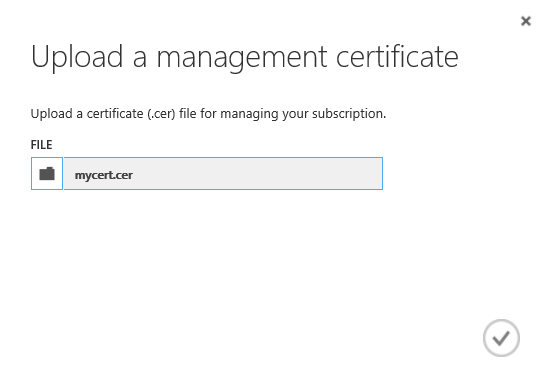 Upload a management certificate
Upload a certificate (.cer) file for managing your subscription.
FILE
mycert.cer